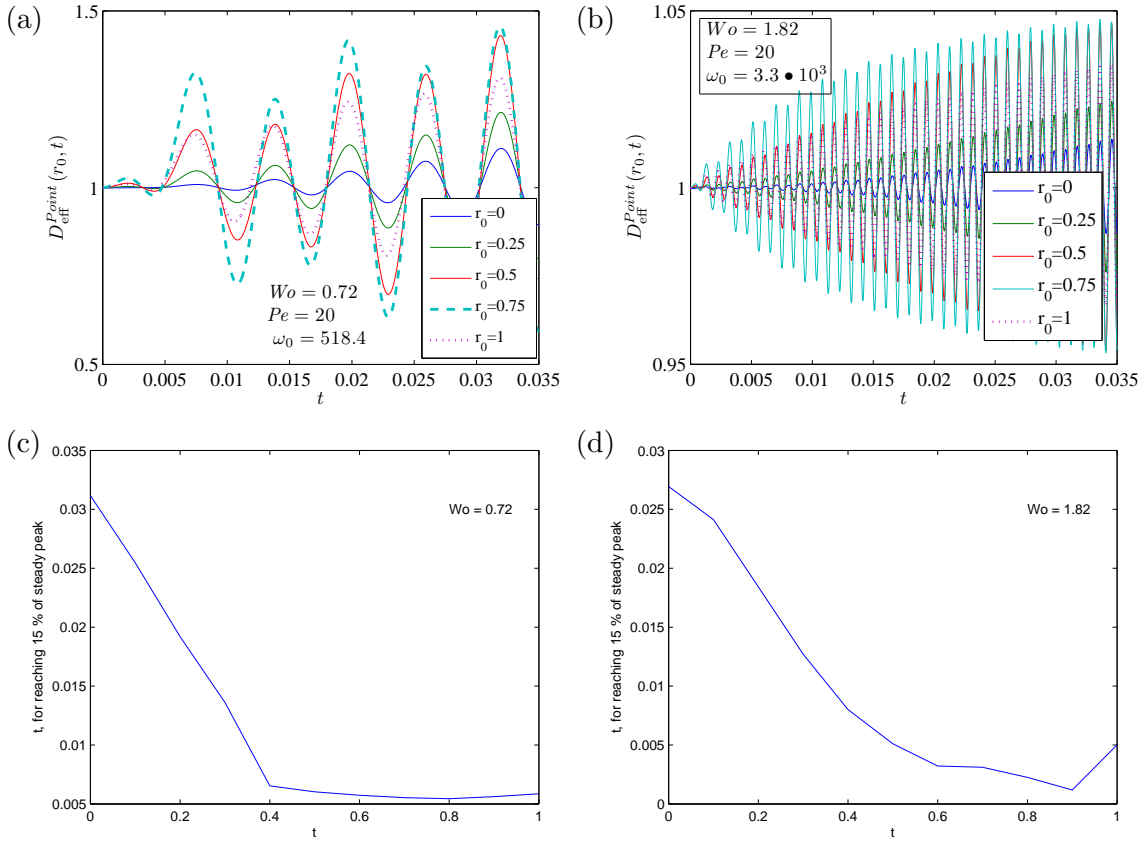 (a)
1.5
1
0.5
D_eff^Point (r_0, t)
0 0.005 0.01 0.015 0.02 0.025 0.03 0.035
t
Wo = 0.72
Pe = 20
ω_0 = 518.4
r_0=0
r_0=0.25
r_0=0.5
r_0=0.75
r_0=1
(b)
1.05
1
0.95
D_eff^Point (r_0, t)
0 0.005 0.01 0.015 0.02 0.025 0.03 0.035
t
Wo = 1.82
Pe = 20
ω_0 = 3.3 • 10^3
r_0=0
r_0=0.25
r_0=0.5
r_0=0.75
r_0=1
(c)
0.035
0.03
0.025
0.02
0.015
0.01
0.005
t, for reaching 15 % of steady peak
Wo = 0.72
0 0.2 0.4 0.6 0.8 1
t
(d)
0.03
0.025
0.02
0.015
0.01
0.005
0
t, for reaching 15 % of steady peak
Wo = 1.82
0 0.2 0.4 0.6 0.8 1
t